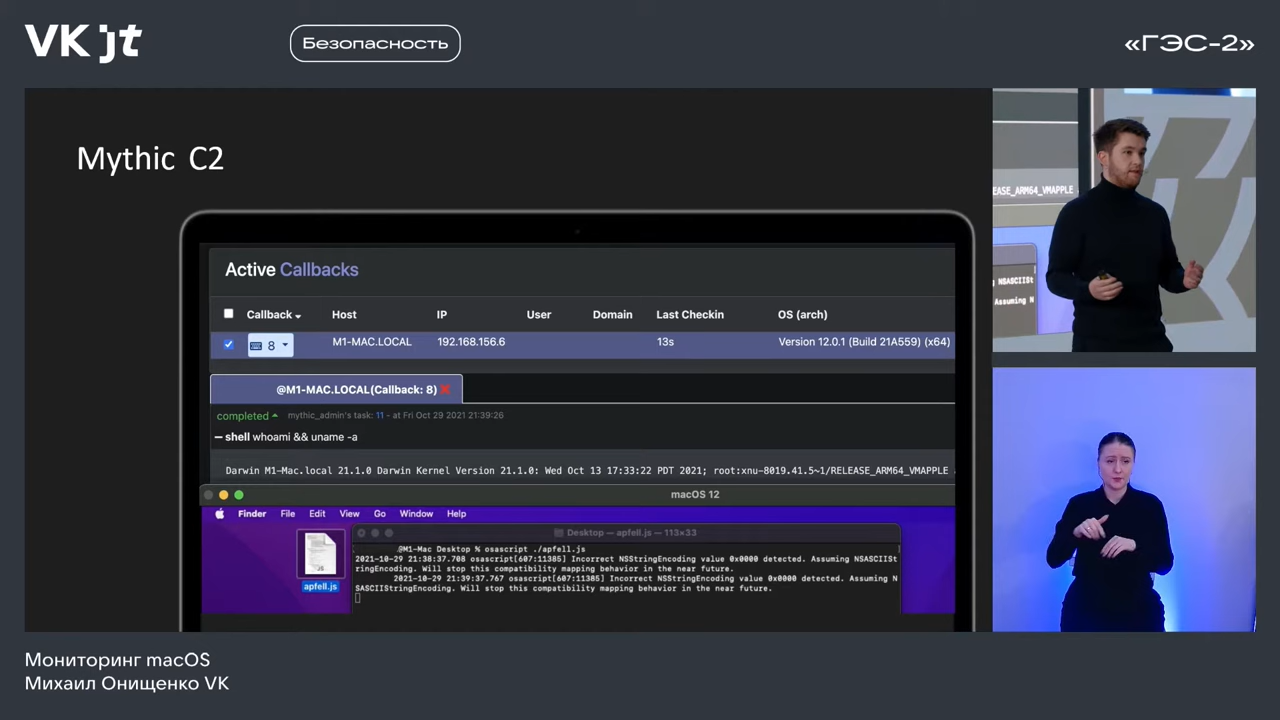 VK jt
Безопасность
«ГЭС-2»
Mythic C2
Active Callbacks
Callback Host IP User Domain Last Checkin OS (arch)
8 M1-MAC.LOCAL 192.168.156.6 13s Version 12.0.1 (Build 21A559) (x64)
@M1-MAC.LOCAL(Callback: 8)
completed mythic_admin's task: 11 - at Fri Oct 29 2021 21:39:26
— shell whoami && uname -a
Darwin M1-Mac.local 21.1.0 Darwin Kernel Version 21.1.0: Wed Oct 13 17:33:22 PDT 2021; root:xnu-8019.41.5~1/RELEASE_ARM64_VMAPPLE
macOS 12
Finder File Edit View Go Window Help
Desktop — apfell.js — 113×33
@M1-Mac Desktop % osascript ./apfell.js
2021-10-29 21:38:37.708 osascript[607:11385] Incorrect NSStringEncoding value 0x0000 detected. Assuming NSASCIISt
ringEncoding. Will stop this compatibility mapping behavior in the near future.
2021-10-29 21:39:37.767 osascript[607:11385] Incorrect NSStringEncoding value 0x0000 detected. Assuming N
SASCIIStringEncoding. Will stop this compatibility mapping behavior in the near future.
apfell.js
EASE_ARM64_VMAPPLE
NSASCIISt
Assuming N
Мониторинг macOS
Михаил Онищенко VK